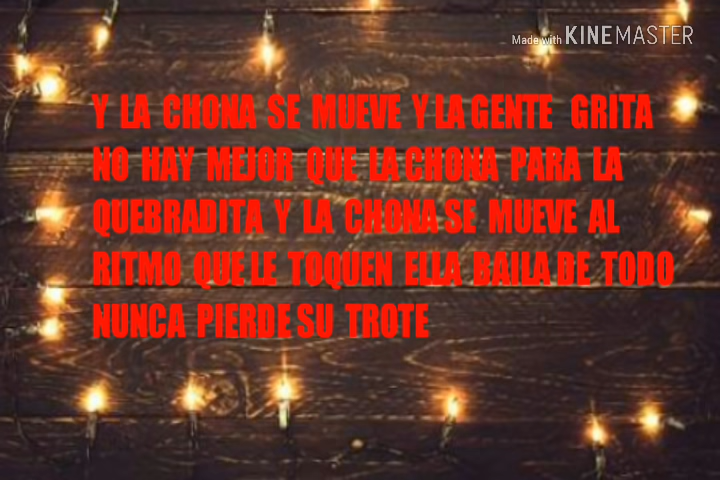 Made with KINEMASTER
Y LA CHONA SE MUEVE Y LA GENTE GRITA
NO HAY MEJOR QUE LA CHONA PARA LA
QUEBRADITA Y LA CHONA SE MUEVE AL
RITMO QUE LE TOQUEN ELLA BAILA DE TODO
NUNCA PIERDE SU TROTE